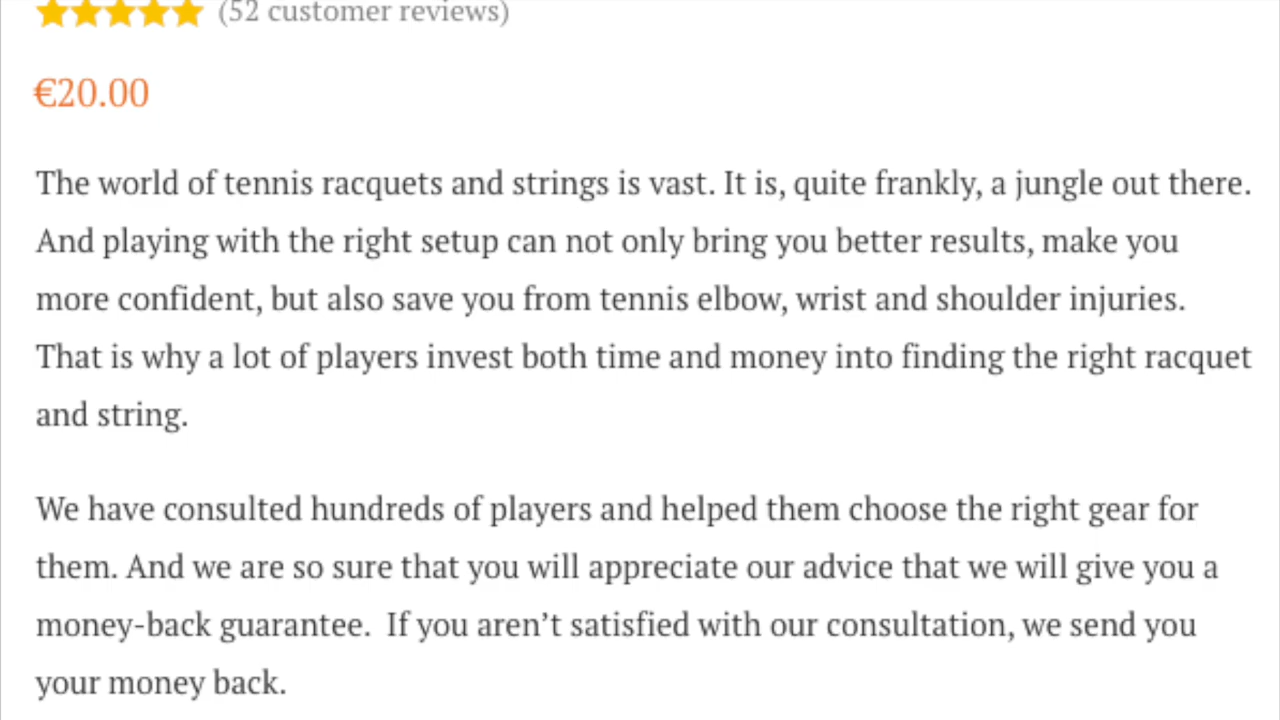 (52 customer reviews)
€20.00
The world of tennis racquets and strings is vast. It is, quite frankly, a jungle out there.
And playing with the right setup can not only bring you better results, make you
more confident, but also save you from tennis elbow, wrist and shoulder injuries.
That is why a lot of players invest both time and money into finding the right racquet
and string.
We have consulted hundreds of players and helped them choose the right gear for
them. And we are so sure that you will appreciate our advice that we will give you a
money-back guarantee.  If you aren’t satisfied with our consultation, we send you
your money back.